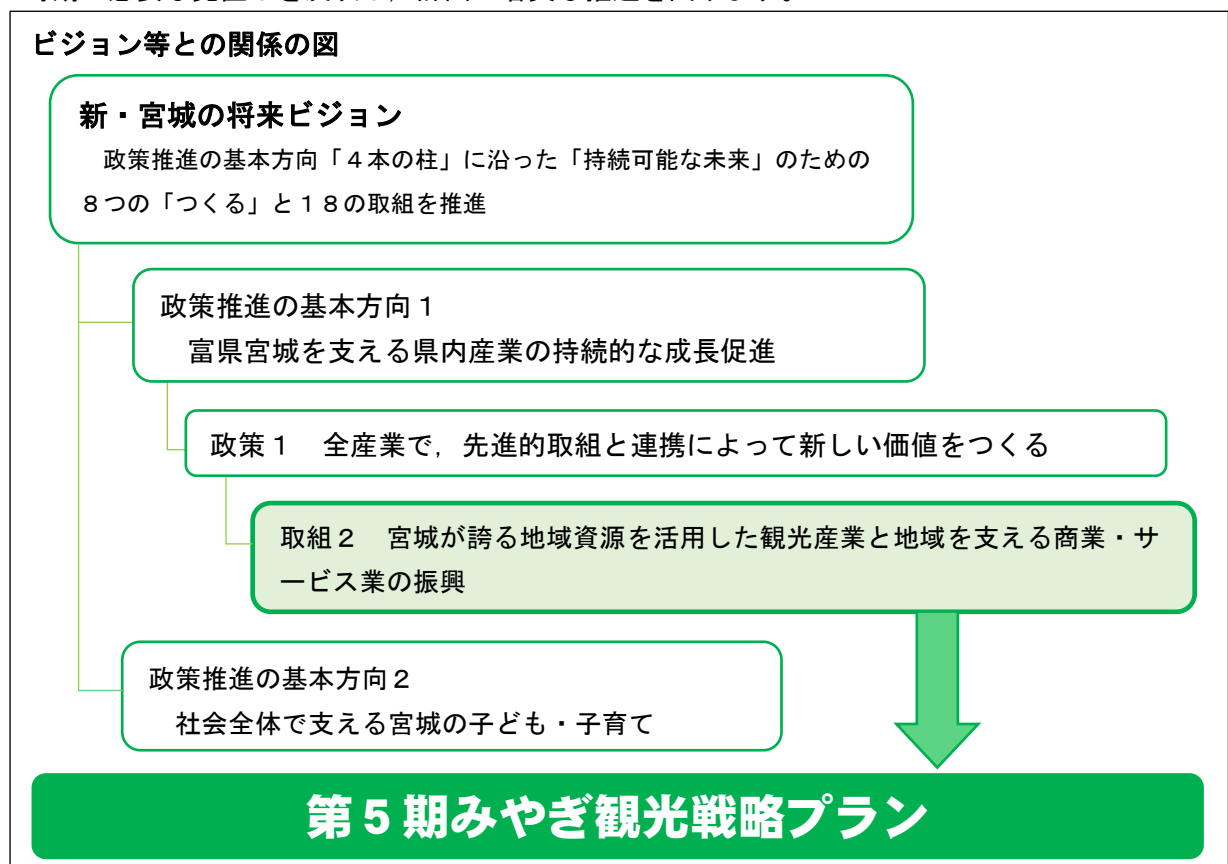 ビジョン等との関係の図
新・宮城の将来ビジョン
政策推進の基本方向「４本の柱」に沿った「持続可能な未来」のための
８つの「つくる」と１８の取組を推進
政策推進の基本方向１
富県宮城を支える県内産業の持続的な成長促進
政策１　全産業で，先進的取組と連携によって新しい価値をつくる
取組２　宮城が誇る地域資源を活用した観光産業と地域を支える商業・サ
ービス業の振興
政策推進の基本方向２
社会全体で支える宮城の子ども・子育て
第５期みやぎ観光戦略プラン